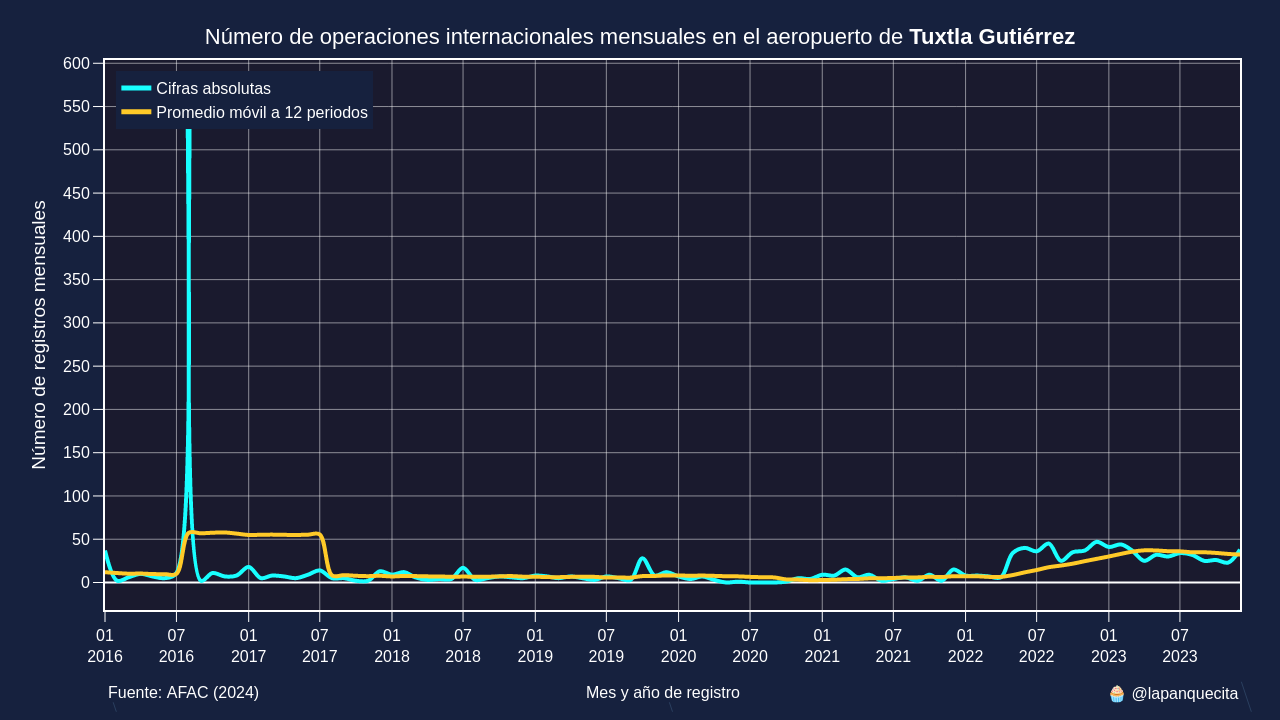 Número de operaciones internacionales mensuales en el aeropuerto de Tuxtla Gutiérrez
Cifras absolutas
Promedio móvil a 12 periodos
Número de registros mensuales
600
550
500
450
400
350
300
250
200
150
100
50
0
01 07 01 07 01 07 01 07 01 07 01 07 01 07 01 07
2016 2016 2017 2017 2018 2018 2019 2019 2020 2020 2021 2021 2022 2022 2023 2023
Fuente: AFAC (2024) Mes y año de registro 🧁 @lapanquecita